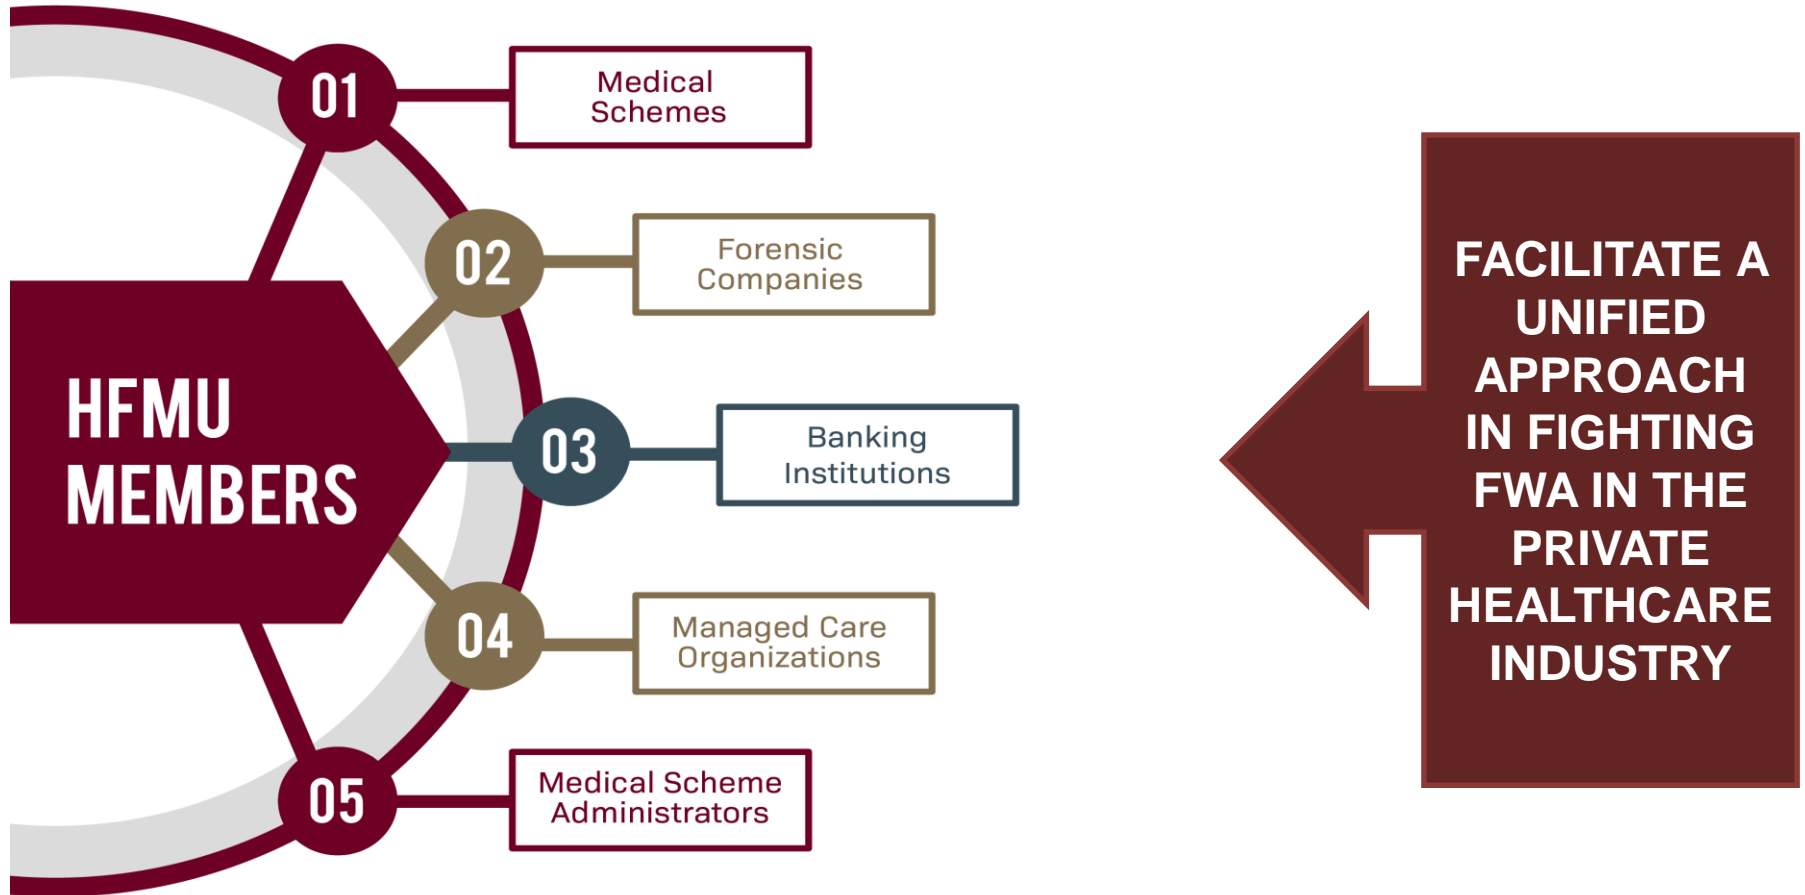 HFMU
MEMBERS
01
Medical
Schemes
02
Forensic
Companies
03
Banking
Institutions
04
Managed Care
Organizations
05
Medical Scheme
Administrators
FACILITATE A
UNIFIED
APPROACH
IN FIGHTING
FWA IN THE
PRIVATE
HEALTHCARE
INDUSTRY